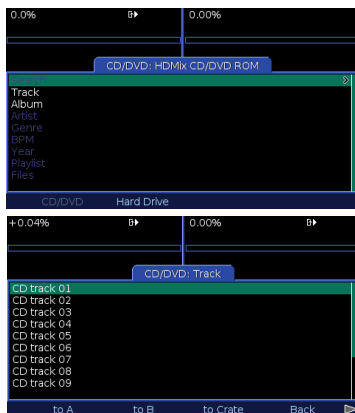 0.0% 0.00%
CD/DVD: HDMix CD/DVD ROM
Track
Album
Artist
Genre
BPM
Year
Playlist
Files
CD/DVD Hard Drive
+0.04% 0.00%
CD/DVD: Track
CD track 01
CD track 02
CD track 03
CD track 04
CD track 05
CD track 06
CD track 07
CD track 08
CD track 09
to A to B to Crate Back